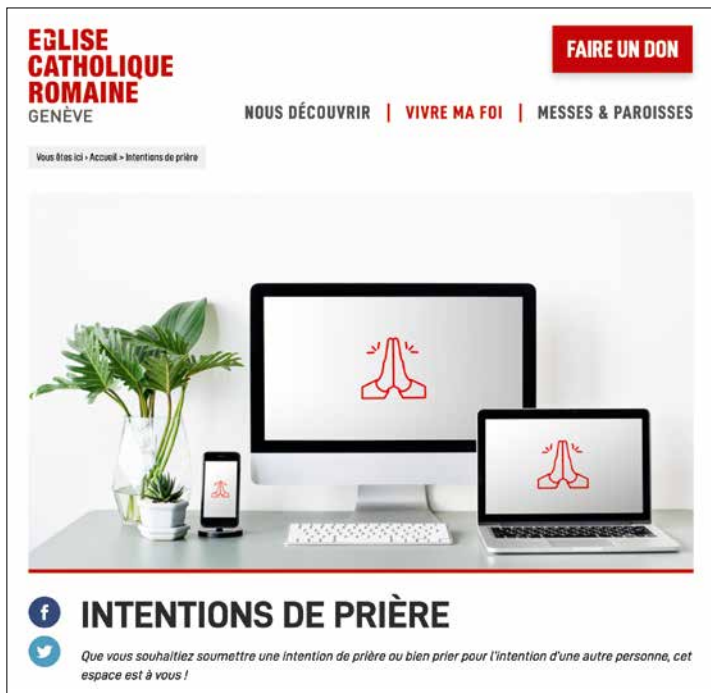 EGLISE
CATHOLIQUE
ROMAINE
GENÈVE
FAIRE UN DON
NOUS DÉCOUVRIR | VIVRE MA FOI | MESSES & PAROISSES
Vous êtes ici › Accueil > Intentions de prière
INTENTIONS DE PRIÈRE
Que vous souhaitiez soumettre une intention de prière ou bien prier pour l'intention d'une autre personne, cet
espace est à vous !